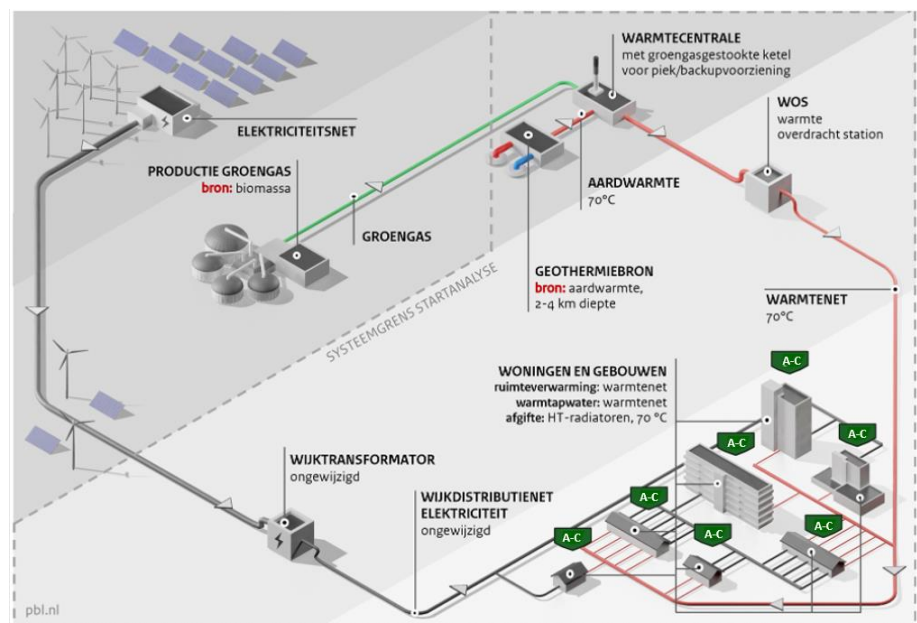 WARMTECENTRALE
met groengasgestookte ketel
voor piek/backupvoorziening
WOS
warmte
overdracht station
ELEKTRICITEITSNET
PRODUCTIE GROENGAS
bron: biomassa
AARDWARMTE
70°C
GROENGAS
GEOTHERMIEBRON
bron: aardwarmte,
2-4 km diepte
WARMTENET
70°C
SYSTEEMGRENS STARTANALYSE
WONINGEN EN GEBOUWEN
ruimteverwarming: warmtenet
warmtapwater: warmtenet
afgifte: HT-radiatoren, 70 °C
A-C
A-C
A-C
A-C
A-C
A-C
A-C
WIJKTRANSFORMATOR
ongewijzigd
WIJKDISTRIBUTIENET
ELEKTRICITEIT
ongewijzigd
pbl.nl